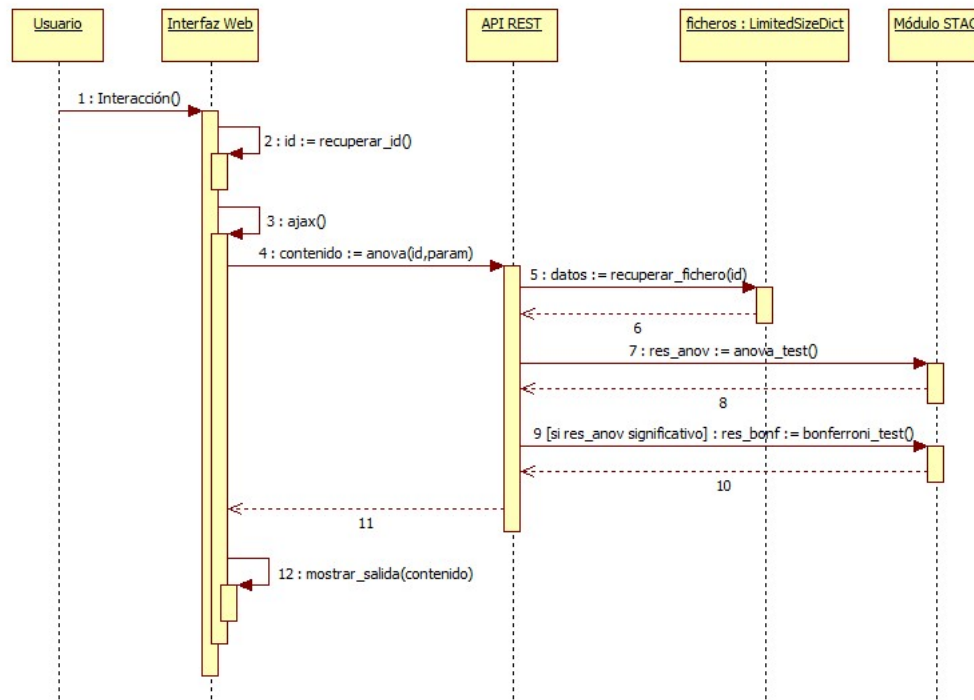 Usuario
Interfaz Web
API REST
ficheros : LimitedSizeDict
Módulo STAC
1 : Interacción()
2 : id := recuperar_id()
3 : ajax()
4 : contenido := anova(id,param)
5 : datos := recuperar_fichero(id)
6
7 : res_anov := anova_test()
8
9 [si res_anov significativo] : res_bonf := bonferroni_test()
10
11
12 : mostrar_salida(contenido)